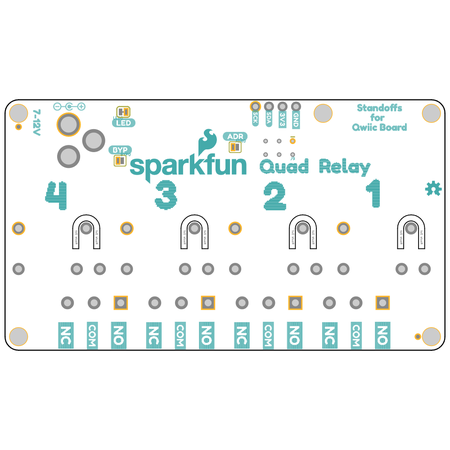 7-12V
LED
BYP
ADR
SCL
SDA
3V3
GND
Standoffs
for
Qwiic Board
sparkfun
Quad Relay
4 3 2 1
NC COM NO NC COM NO NC COM NO NC COM NO